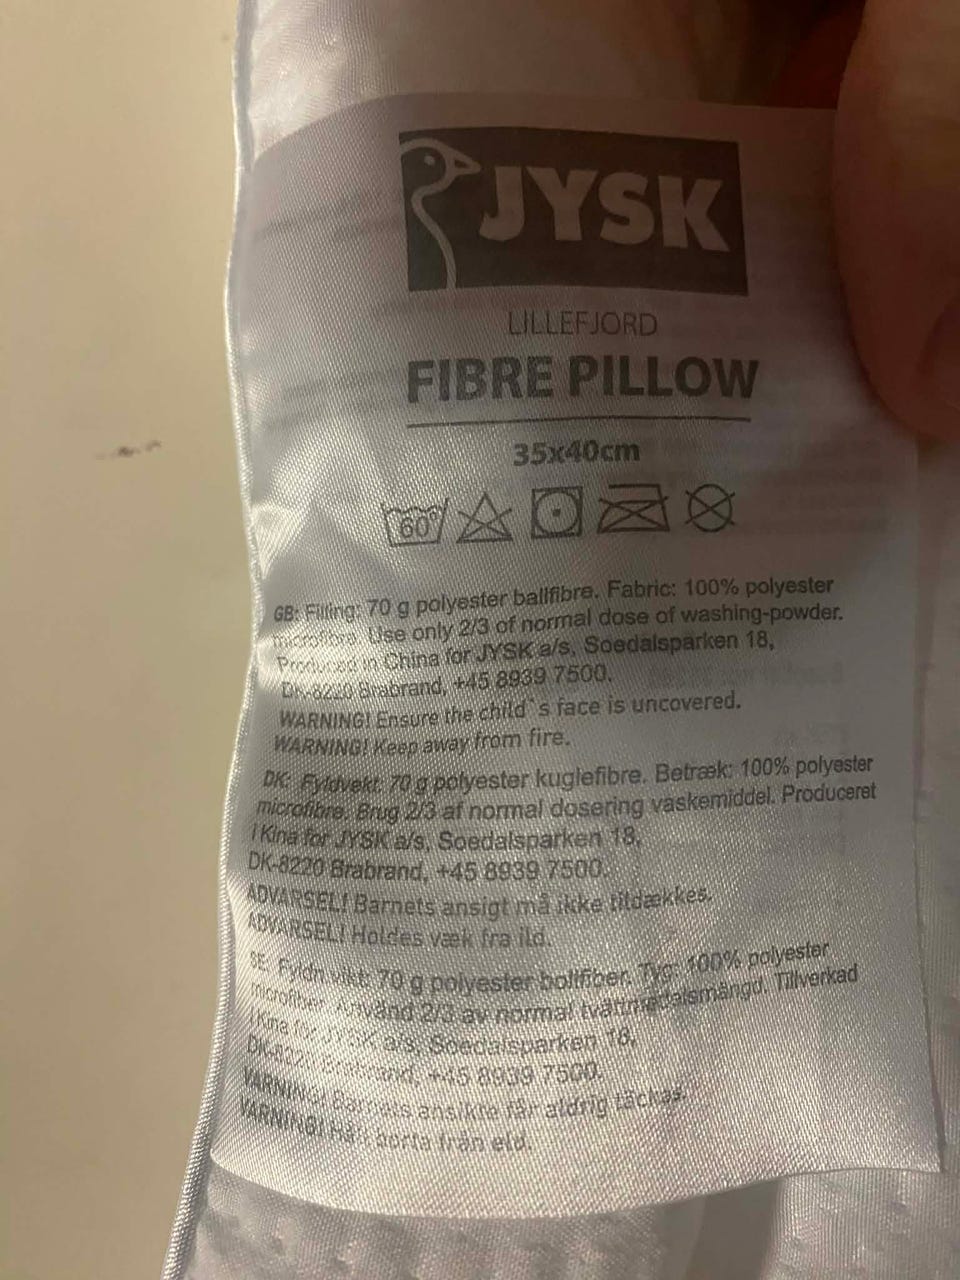 JYSK
LILLEFJORD
FIBRE PILLOW
35x40cm
60°
GB: Filling: 70 g polyester ballfibre. Fabric: 100% polyester
microfibre. Use only 2/3 of normal dose of washing-powder.
Produced in China for JYSK a/s, Soedalsparken 18,
DK-8220 Brabrand, +45 8939 7500.
WARNING! Ensure the child`s face is uncovered.
WARNING! Keep away from fire.
DK: Fyldvekt: 70 g polyester kuglefibre. Betræk: 100% polyester
microfibre. Brug 2/3 af normal dosering vaskemiddel. Produceret
i Kina for JYSK a/s, Soedalsparken 18,
DK-8220 Brabrand, +45 8939 7500.
ADVARSEL! Barnets ansigt må ikke tildækkes.
ADVARSEL! Holdes væk fra ild.
SE: Fyldn.vikt: 70 g polyester bollfiber. Tyg: 100% polyester
microfiber. Använd 2/3 av normal tvättmedelsmängd. Tillverkad
i Kina för JYSK a/s, Soedalsparken 18,
DK-8220 Brabrand, +45 8939 7500.
VARNING! Barnets ansikte får aldrig täckas.
VARNING! Håll borta från eld.